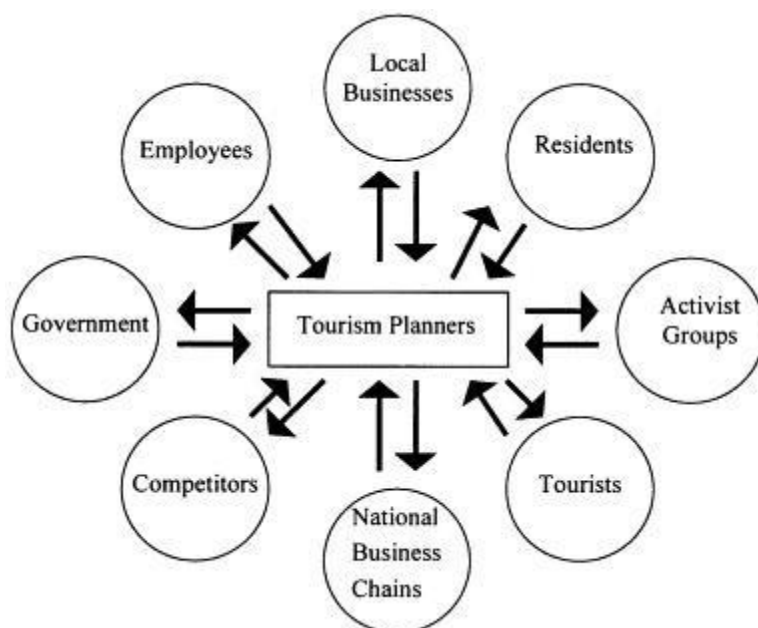 Local
Businesses
Employees
Residents
Government
Tourism Planners
Activist
Groups
Competitors
Tourists
National
Business
Chains